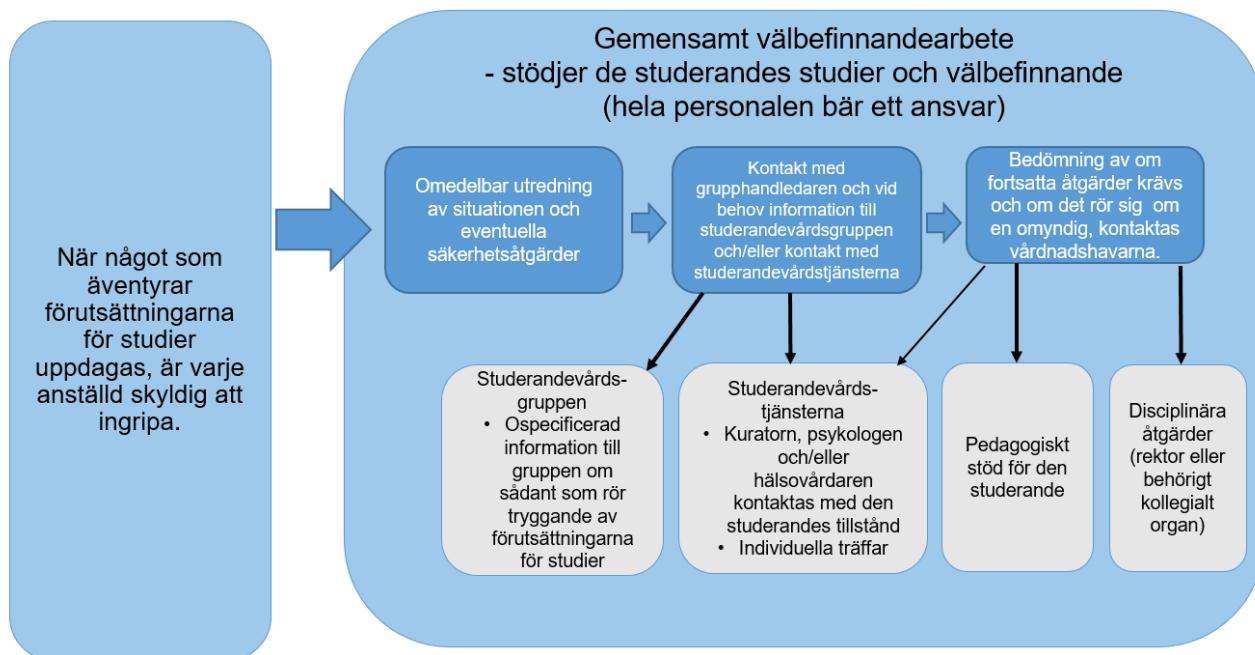 Gemensamt välbefinnandearbete
- stödjer de studerandes studier och välbefinnande
(hela personalen bär ett ansvar)
När något som
äventyrar
förutsättningarna
för studier
uppdagas, är varje
anställd skyldig att
ingripa.
Omedelbar utredning
av situationen och
eventuella
säkerhetsåtgärder
Kontakt med
grupphandledaren och vid
behov information till
studerandevårdsgruppen
och/eller kontakt med
studerandevårdstjänsterna
Bedömning av om
fortsatta åtgärder krävs
och om det rör sig om
en omyndig, kontaktas
vårdnadshavarna.
Studerandevårds-
gruppen
• Ospecificerad
information till
gruppen om
sådant som rör
tryggande av
förutsättningarna
för studier
Studerandevårds-
tjänsterna
• Kuratorn, psykologen
och/eller
hälsovårdaren
kontaktas med den
studerandes tillstånd
• Individuella träffar
Pedagogiskt
stöd för den
studerande
Disciplinära
åtgärder
(rektor eller
behörigt
kollegialt
organ)